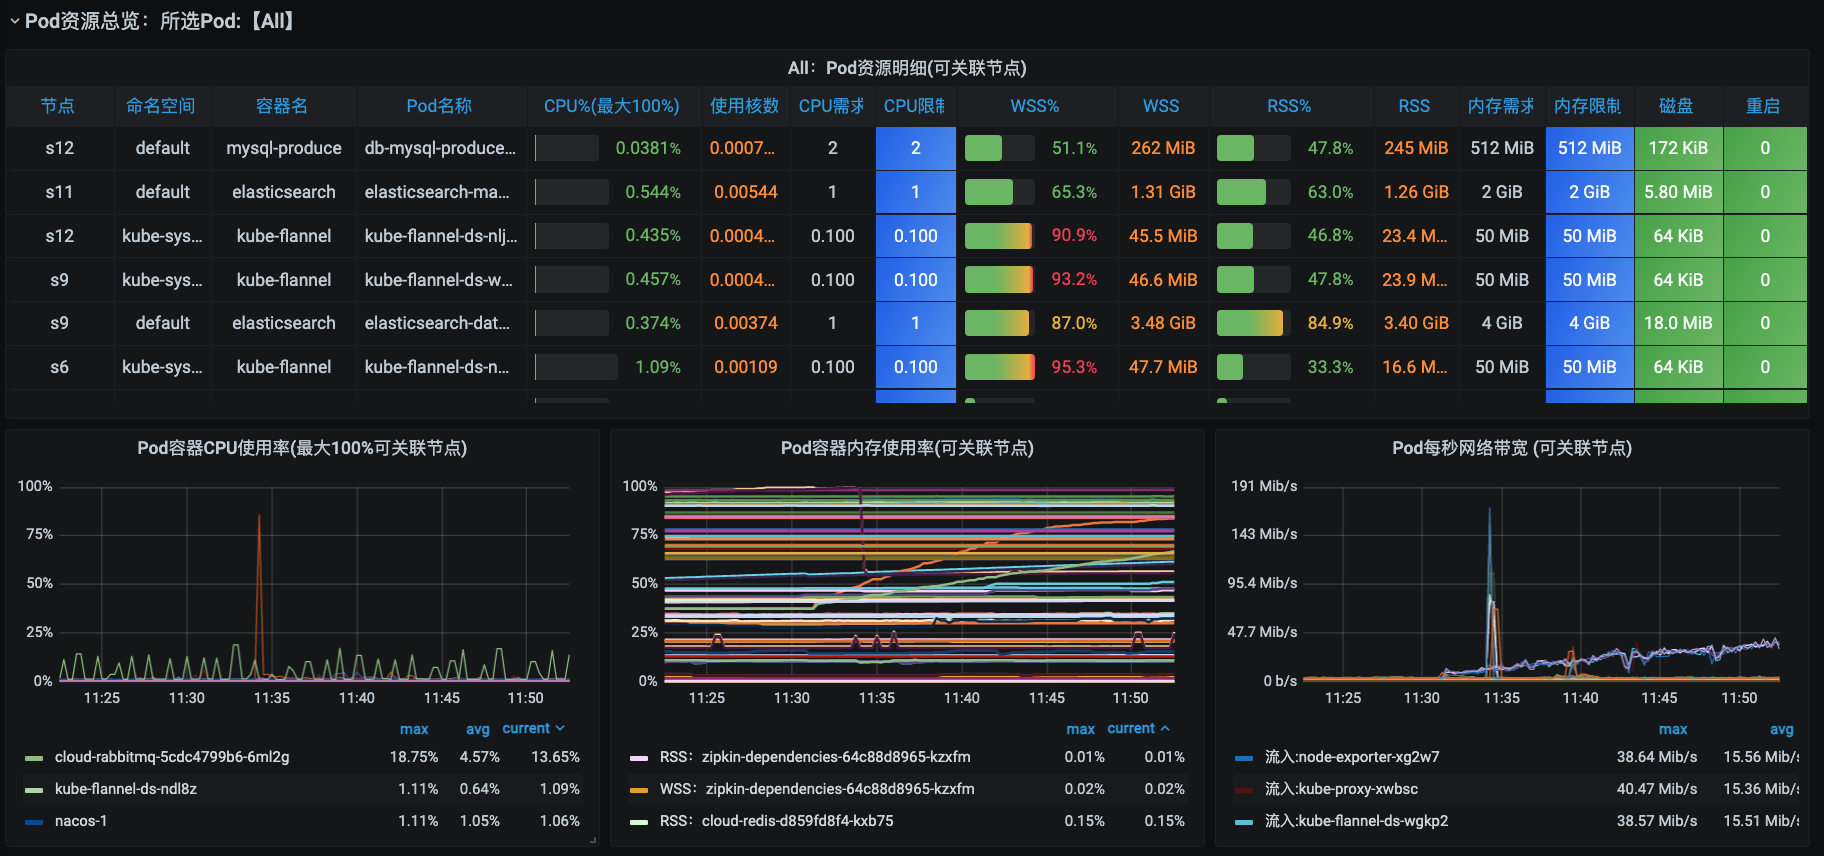 Pod资源总览：所选Pod:【All】
All：Pod资源明细(可关联节点)
节点 命名空间 容器名 Pod名称 CPU%(最大100%) 使用核数 CPU需求 CPU限制 WSS% WSS RSS% RSS 内存需求 内存限制 磁盘 重启
s12 default mysql-produce db-mysql-produce... 0.0381% 0.0007... 2 2 51.1% 262 MiB 47.8% 245 MiB 512 MiB 512 MiB 172 KiB 0
s11 default elasticsearch elasticsearch-ma... 0.544% 0.00544 1 1 65.3% 1.31 GiB 63.0% 1.26 GiB 2 GiB 2 GiB 5.80 MiB 0
s12 kube-sys... kube-flannel kube-flannel-ds-nlj... 0.435% 0.0004... 0.100 0.100 90.9% 45.5 MiB 46.8% 23.4 M... 50 MiB 50 MiB 64 KiB 0
s9 kube-sys... kube-flannel kube-flannel-ds-w... 0.457% 0.0004... 0.100 0.100 93.2% 46.6 MiB 47.8% 23.9 M... 50 MiB 50 MiB 64 KiB 0
s9 default elasticsearch elasticsearch-dat... 0.374% 0.00374 1 1 87.0% 3.48 GiB 84.9% 3.40 GiB 4 GiB 4 GiB 18.0 MiB 0
s6 kube-sys... kube-flannel kube-flannel-ds-n... 1.09% 0.00109 0.100 0.100 95.3% 47.7 MiB 33.3% 16.6 M... 50 MiB 50 MiB 64 KiB 0
Pod容器CPU使用率(最大100%可关联节点)
100%
75%
50%
25%
0%
11:25 11:30 11:35 11:40 11:45 11:50
max avg current
cloud-rabbitmq-5cdc4799b6-6ml2g 18.75% 4.57% 13.65%
kube-flannel-ds-ndl8z 1.11% 0.64% 1.09%
nacos-1 1.11% 1.05% 1.06%
Pod容器内存使用率(可关联节点)
100%
75%
50%
25%
0%
11:25 11:30 11:35 11:40 11:45 11:50
max current
RSS：zipkin-dependencies-64c88d8965-kzxfm 0.01% 0.01%
WSS：zipkin-dependencies-64c88d8965-kzxfm 0.02% 0.02%
RSS：cloud-redis-d859fd8f4-kxb75 0.15% 0.15%
Pod每秒网络带宽 (可关联节点)
191 Mib/s
143 Mib/s
95.4 Mib/s
47.7 Mib/s
0 b/s
11:25 11:30 11:35 11:40 11:45 11:50
max avg
流入:node-exporter-xg2w7 38.64 Mib/s 15.56 Mib/s
流入:kube-proxy-xwbsc 40.47 Mib/s 15.36 Mib/s
流入:kube-flannel-ds-wgkp2 38.57 Mib/s 15.51 Mib/s